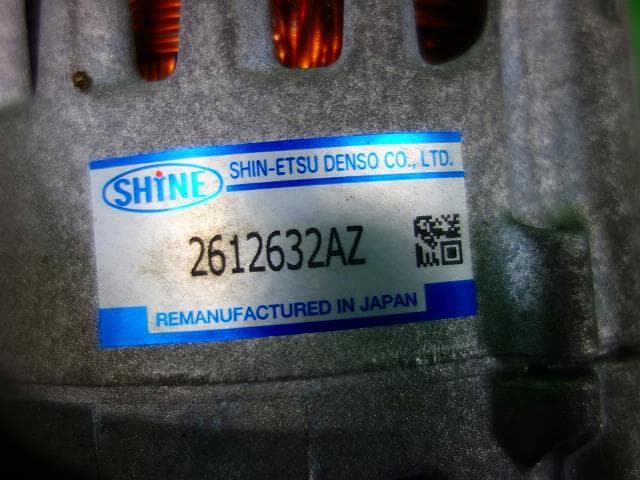 SHiNE
SHIN-ETSU DENSO CO., LTD.
2612632AZ
REMANUFACTURED IN JAPAN